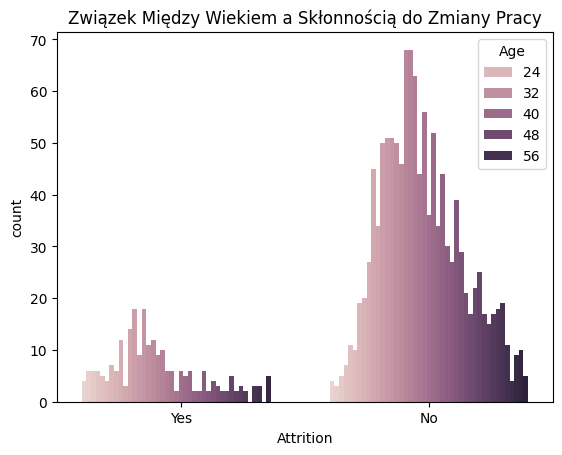 Związek Między Wiekiem a Skłonnością do Zmiany Pracy
70
60
50
40
30
20
10
0
count
Age
24
32
40
48
56
Yes
No
Attrition